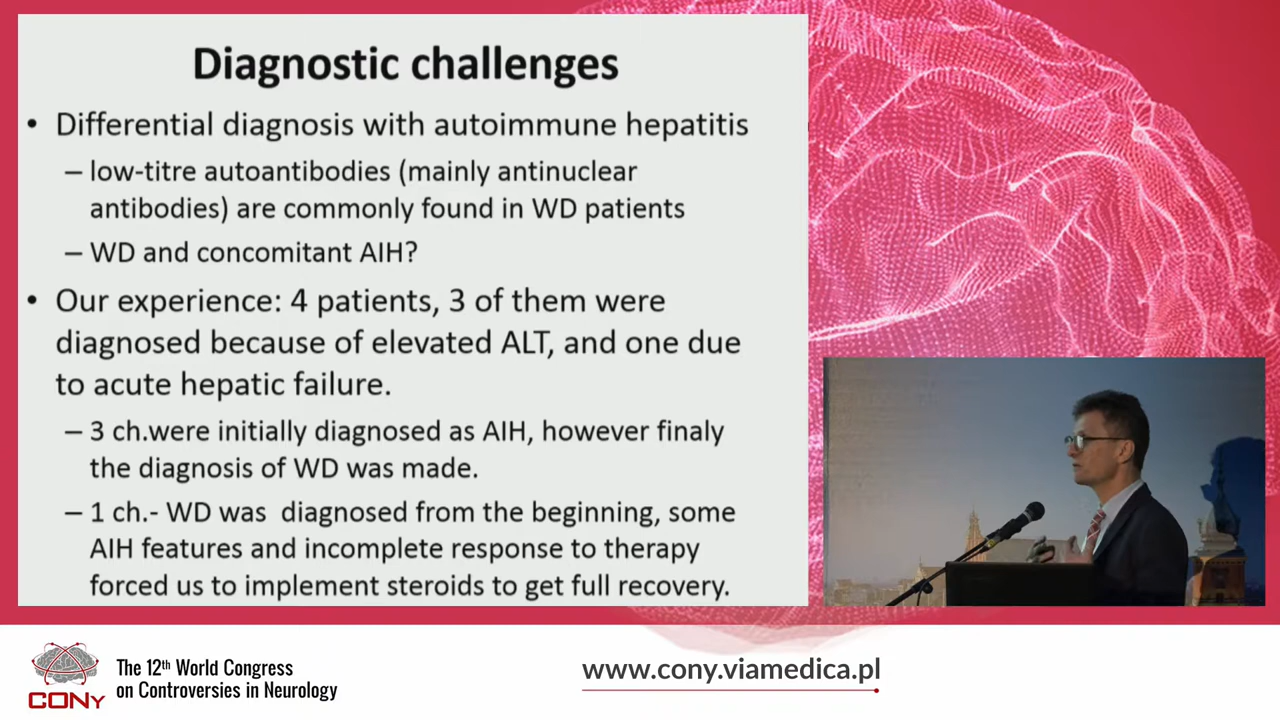 Diagnostic challenges
• Differential diagnosis with autoimmune hepatitis
– low-titre autoantibodies (mainly antinuclear
antibodies) are commonly found in WD patients
– WD and concomitant AIH?
• Our experience: 4 patients, 3 of them were
diagnosed because of elevated ALT, and one due
to acute hepatic failure.
– 3 ch.were initially diagnosed as AIH, however finaly
the diagnosis of WD was made.
– 1 ch.- WD was  diagnosed from the beginning, some
AIH features and incomplete response to therapy
forced us to implement steroids to get full recovery.
CONy
The 12th World Congress
on Controversies in Neurology
www.cony.viamedica.pl